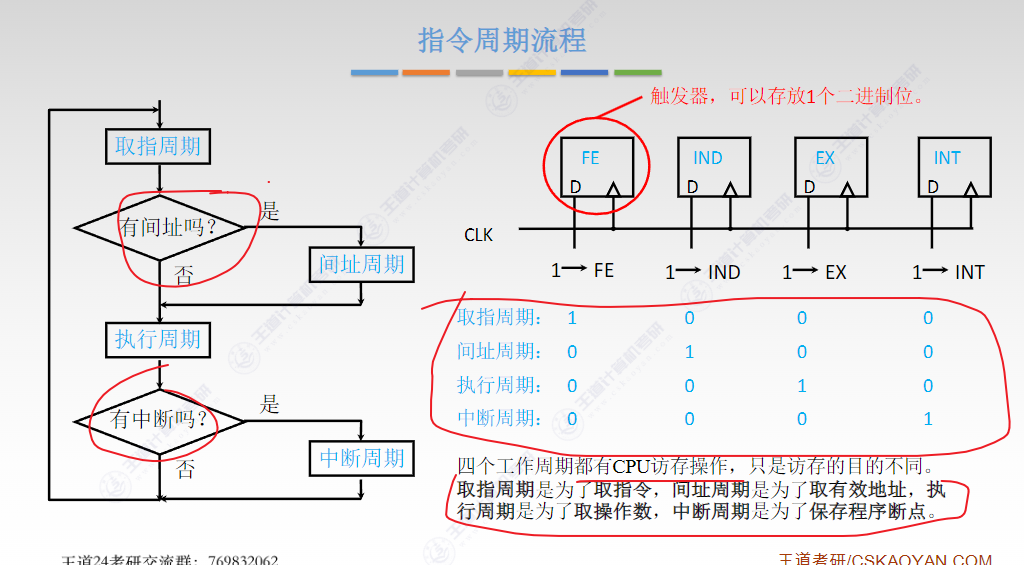 指令周期流程
触发器，可以存放1个二进制位。
取指周期
有间址吗？
是
否
间址周期
执行周期
有中断吗？
是
否
中断周期
FE
IND
EX
INT
D
D
D
D
CLK
1 → FE
1 → IND
1 → EX
1 → INT
取指周期： 1 0 0 0
间址周期： 0 1 0 0
执行周期： 0 0 1 0
中断周期： 0 0 0 1
四个工作周期都有CPU访存操作，只是访存的目的不同。
取指周期是为了取指令，间址周期是为了取有效地址，执
行周期是为了取操作数，中断周期是为了保存程序断点。
王道24考研交流群：769832062
王道考研/CSKAOYAN.COM
王道计算机考研